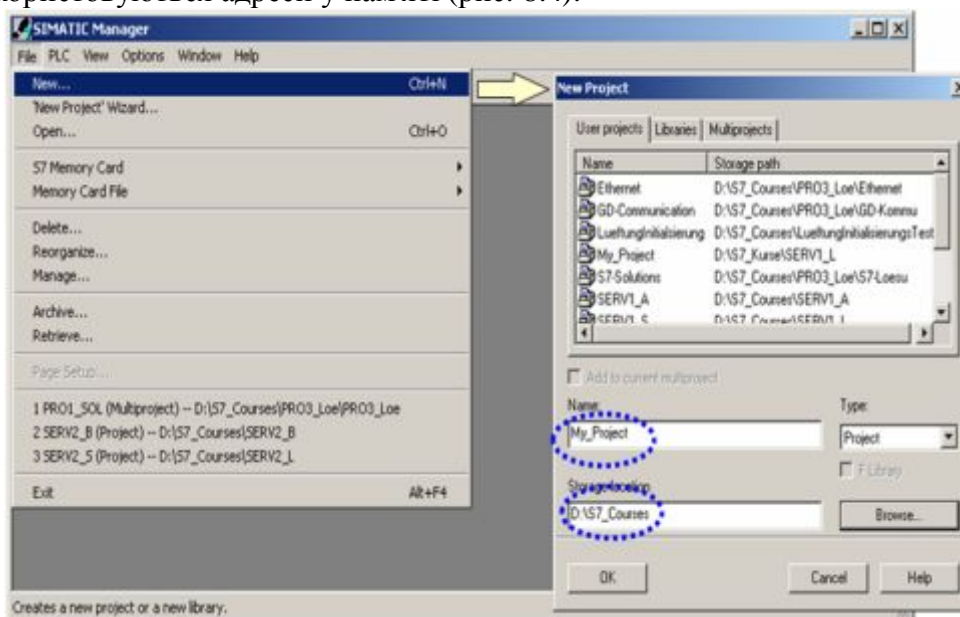 адреси у
SIMATIC Manager
File PLC View Options Window Help
New... Ctrl+N
'New Project' Wizard...
Open... Ctrl+O
S7 Memory Card
Memory Card File
Delete...
Reorganize...
Manage...
Archive...
Retrieve...
Page Setup...
1 PRO1_SOL (Multiproject) -- D:\S7_Courses\PRO3_Loe\PRO3_Loe
2 SERV2_B (Project) -- D:\S7_Courses\SERV2_B
3 SERV2_S (Project) -- D:\S7_Courses\SERV2_L
Exit Alt+F4
Creates a new project or a new library.
New Project
User projects Libraries Multiprojects
Name Storage path
Ethernet D:\S7_Courses\PRO3_Loe\Ethernet
GD-Communication D:\S7_Courses\PRO3_Loe\GD-Kommu
LueftungInitialisierung D:\S7_Courses\LueftungInitialisierungsTest
My_Project D:\S7_Kurse\SERV1_L
S7-Solutions D:\S7_Courses\PRO3_Loe\S7-Loesu
SERV1_A D:\S7_Courses\SERV1_A
SERV1_S D:\S7_Courses\SERV1_L
Add to current multiproject
Name: Type:
My_Project Project
F Library
Storage location
D:\S7_Courses Browse...
OK Cancel Help